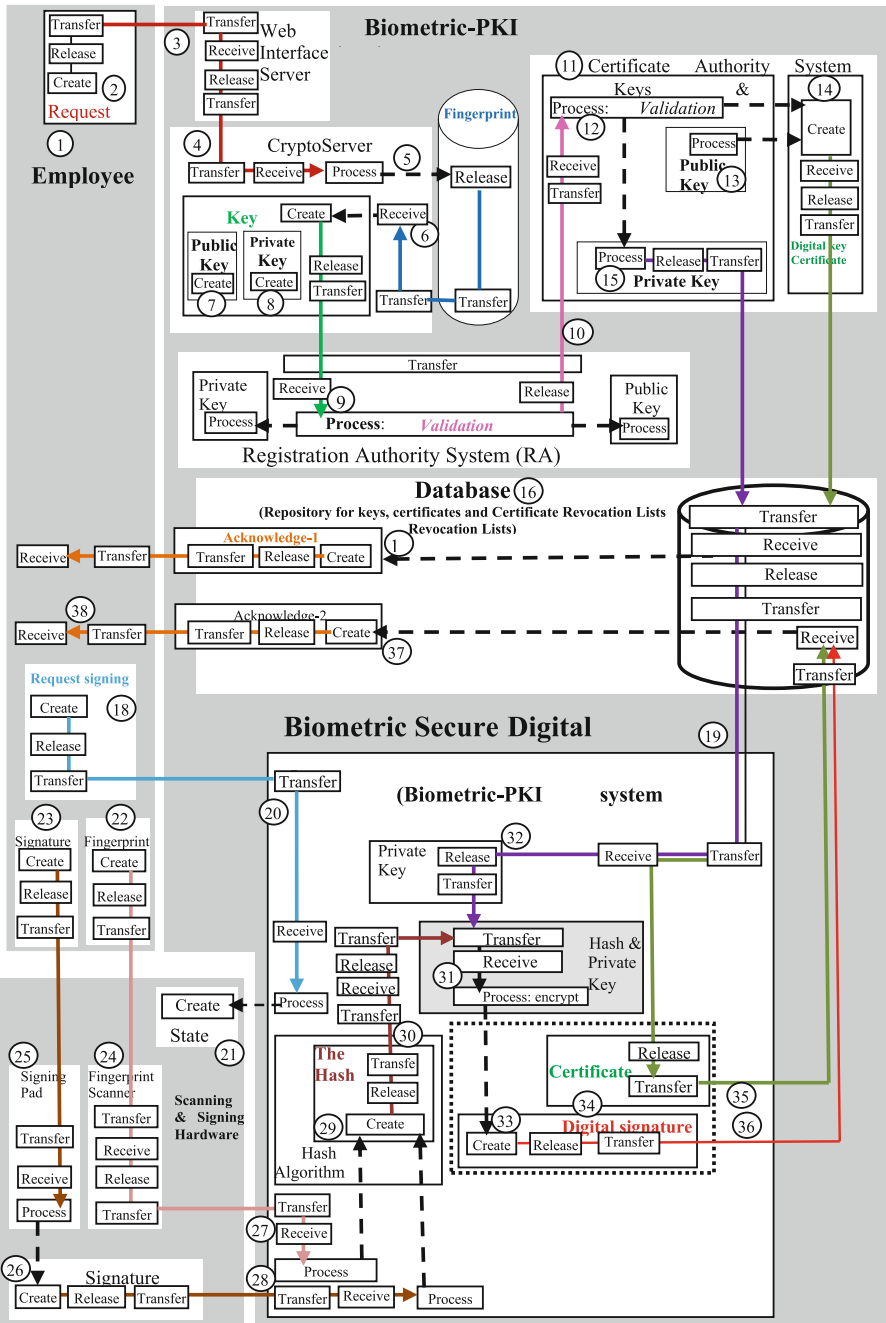 Biometric-PKI
Transfer
Release
Create
2
Request
1
Employee
3
Transfer
Web
Receive
Interface
Release
Server
Transfer
4
CryptoServer
Transfer
Receive
Process
5
Fingerprint
Release
Transfer
Transfer
Receive
6
Key
Create
Public
Key
Create
7
Private
Key
Create
8
Release
Transfer
11
Certificate Authority &
Keys
Process: Validation
12
Process
Public
Key
13
Receive
Transfer
Process
15
Release
Transfer
Private Key
System
14
Create
Receive
Release
Transfer
Digital key
Certificate
10
Transfer
Private
Key
Process
Receive
9
Release
Process: Validation
Public
Key
Process
Registration Authority System (RA)
Database
16
(Repository for keys, certificates and Certificate Revocation Lists
Revocation Lists)
Transfer
Receive
Release
Transfer
Receive
Transfer
Acknowledge-1
Receive
Transfer
Transfer
Release
Create
1
38
Acknowledge-2
Receive
Transfer
Transfer
Release
Create
37
Request signing
Create
18
Release
Transfer
Biometric Secure Digital
19
(Biometric-PKI system
Transfer
20
Receive
Process
23
Signature
Create
Release
Transfer
22
Fingerprint
Create
Release
Transfer
32
Private
Key
Release
Transfer
Receive
Transfer
Transfer
Release
Receive
Transfer
Transfer
Receive
31
Process: encrypt
Hash &
Private
Key
Create
State
21
30
The
Hash
Transfe
Release
Create
29
Hash
Algorithm
Certificate
Release
Transfer
34
35
33
Digital signature
36
Create
Release
Transfer
25
Signing
Pad
Transfer
Receive
Process
24
Fingerprint
Scanner
Transfer
Receive
Release
Transfer
Scanning
& Signing
Hardware
Transfer
27
Receive
Process
26
Signature
Create
Release
Transfer
28
Transfer
Receive
Process